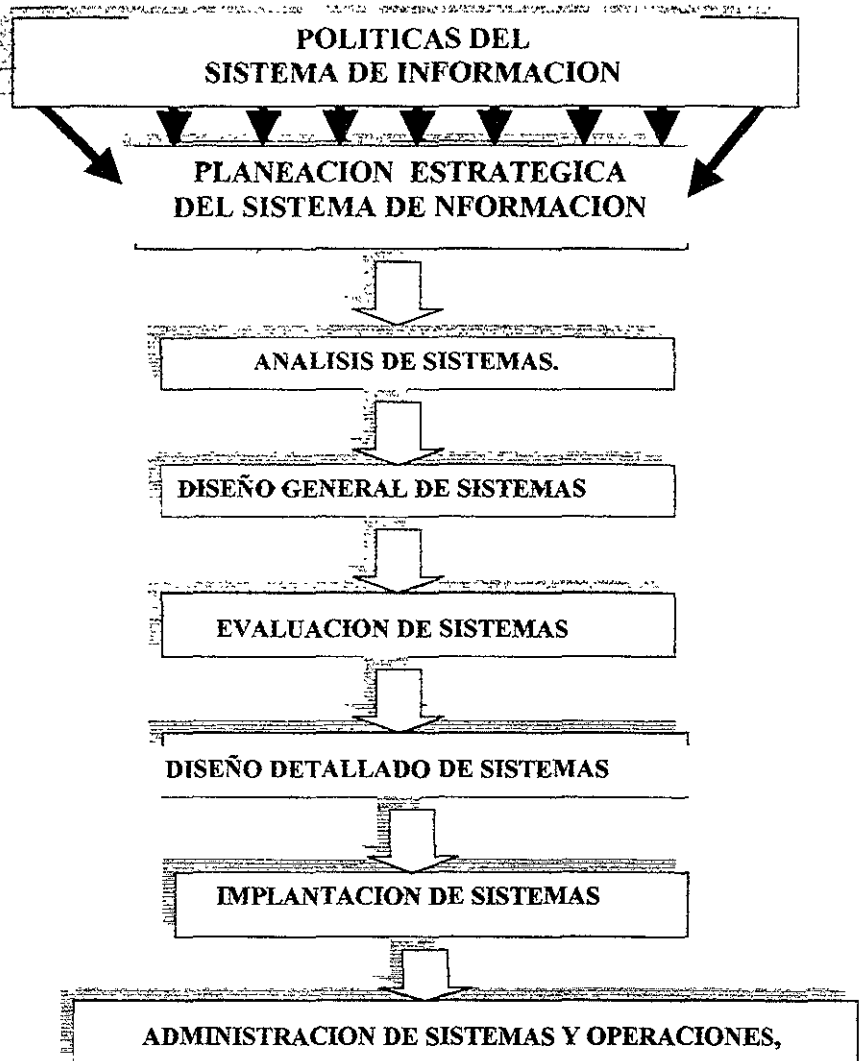 POLITICAS DEL
SISTEMA DE INFORMACION
PLANEACION ESTRATEGICA
DEL SISTEMA DE NFORMACION
ANALISIS DE SISTEMAS.
DISEÑO GENERAL DE SISTEMAS
EVALUACION DE SISTEMAS
DISEÑO DETALLADO DE SISTEMAS
IMPLANTACION DE SISTEMAS
ADMINISTRACION DE SISTEMAS Y OPERACIONES,